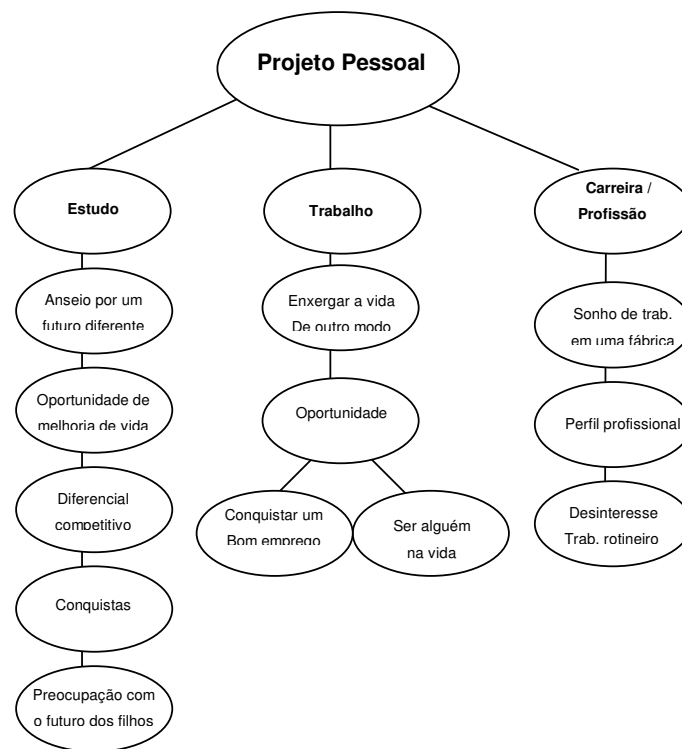 Projeto Pessoal
Estudo
Anseio por um
futuro diferente
Oportunidade de
melhoria de vida
Diferencial
competitivo
Conquistas
Preocupação com
o futuro dos filhos
Trabalho
Enxergar a vida
De outro modo
Oportunidade
Conquistar um
Bom emprego
Ser alguém
na vida
Carreira /
Profissão
Sonho de trab.
em uma fábrica
Perfil profissional
Desinteresse
Trab. rotineiro